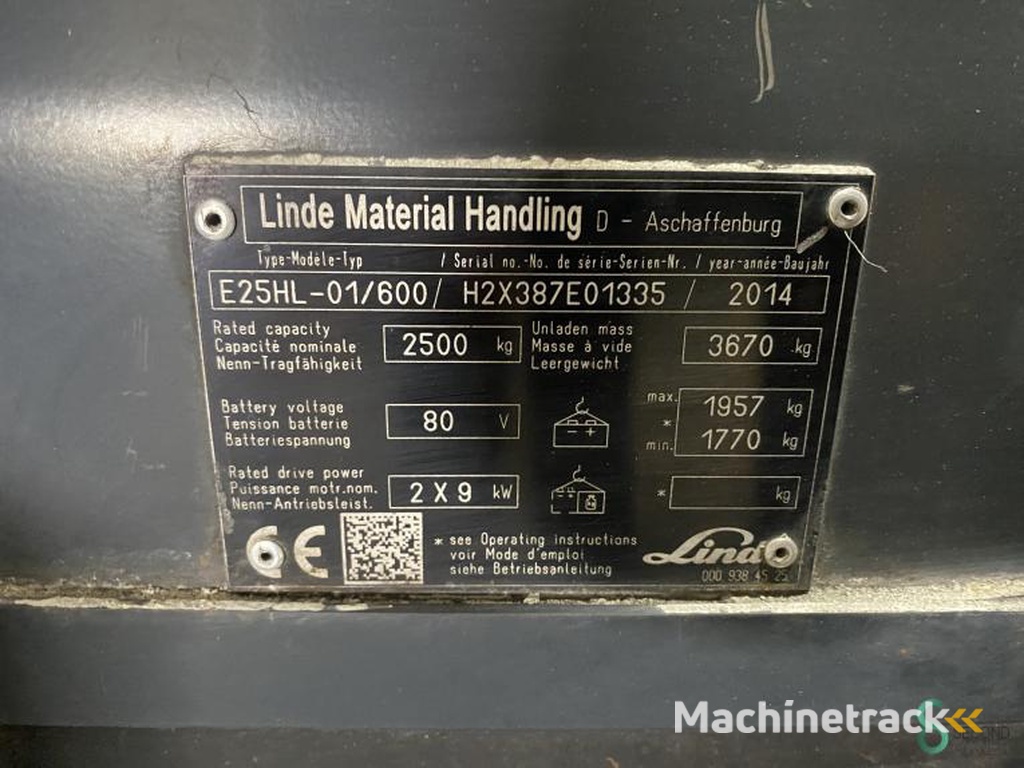 Linde Material Handling D - Aschaffenburg
Type-Modèle-Typ / Serial no.-No. de série-Serien-Nr. / year-année-Baujahr
E25HL-01/600 / H2X387E01335 / 2014
Rated capacity
Capacité nominale
Nenn-Tragfähigkeit
2500 kg
Unladen mass
Masse à vide
Leergewicht
3670 kg
Battery voltage
Tension batterie
Batteriespannung
80 V
- +
max. 1957 kg
*
min. 1770 kg
Rated drive power
Puissance motr.nom.
Nenn-Antriebsleist.
2 X 9 kW
* kg
CE
* see Operating instructions
voir Mode d'emploi
siehe Betriebsanleitung
Linde
000 938 45 25
Machinetrack
SECOND